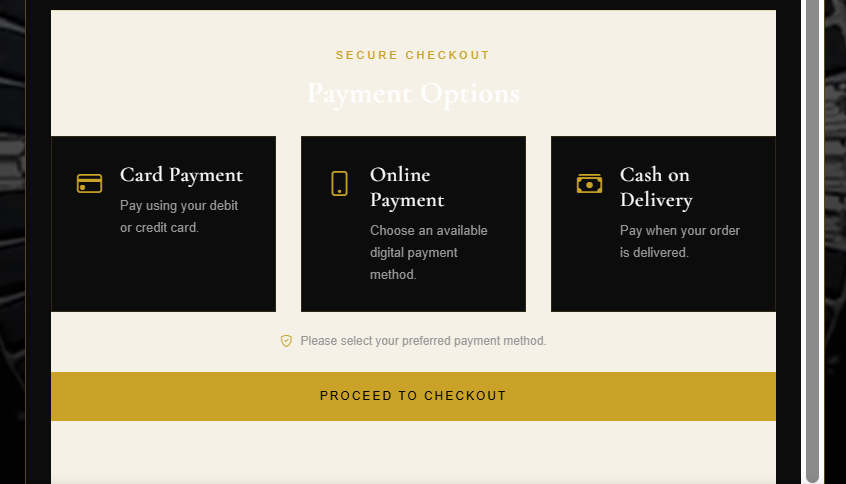 SECURE CHECKOUT
Payment Options
Card Payment
Pay using your debit
or credit card.
Online
Payment
Choose an available
digital payment
method.
Cash on
Delivery
Pay when your order
is delivered.
Please select your preferred payment method.
PROCEED TO CHECKOUT